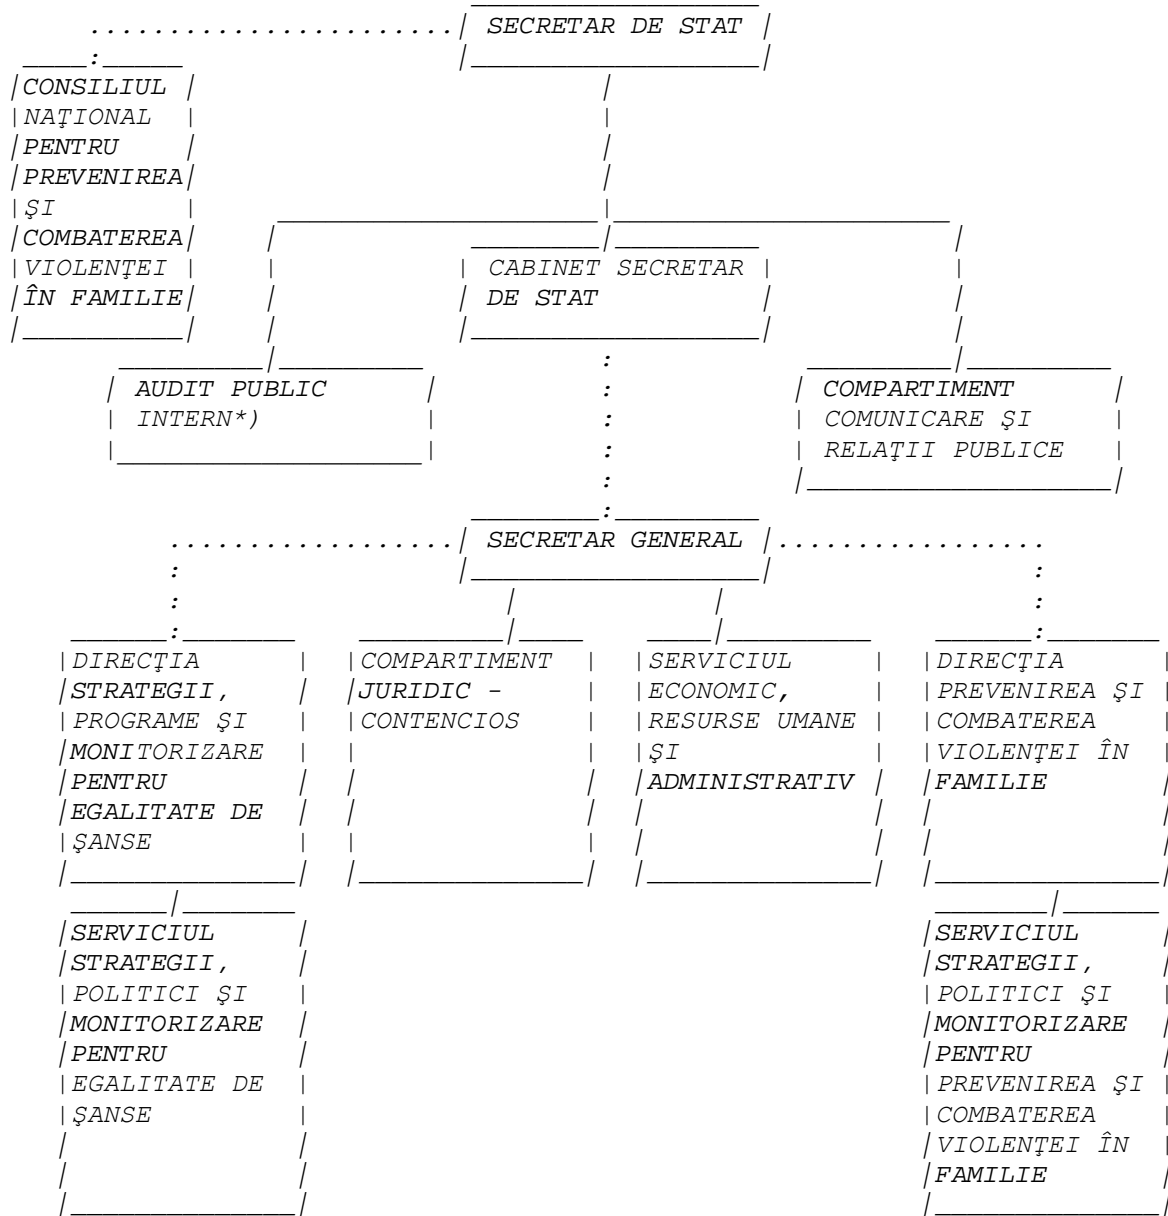 SECRETAR DE STAT
CONSILIUL
NAŢIONAL
PENTRU
PREVENIREA
ŞI
COMBATEREA
VIOLENŢEI
ÎN FAMILIE
CABINET SECRETAR
DE STAT
AUDIT PUBLIC
INTERN*)
COMPARTIMENT
COMUNICARE ŞI
RELAŢII PUBLICE
SECRETAR GENERAL
DIRECŢIA
STRATEGII,
PROGRAME ŞI
MONITORIZARE
PENTRU
EGALITATE DE
ŞANSE
COMPARTIMENT
JURIDIC -
CONTENCIOS
SERVICIUL
ECONOMIC,
RESURSE UMANE
ŞI
ADMINISTRATIV
DIRECŢIA
PREVENIREA ŞI
COMBATEREA
VIOLENŢEI ÎN
FAMILIE
SERVICIUL
STRATEGII,
POLITICI ŞI
MONITORIZARE
PENTRU
EGALITATE DE
ŞANSE
SERVICIUL
STRATEGII,
POLITICI ŞI
MONITORIZARE
PENTRU
PREVENIREA ŞI
COMBATEREA
VIOLENŢEI ÎN
FAMILIE